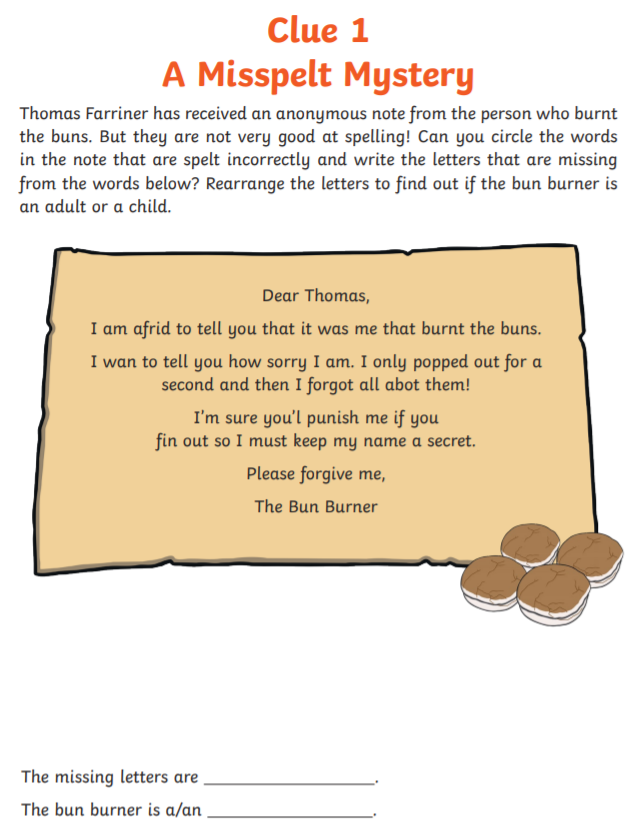 Clue 1
A Misspelt Mystery
Thomas Farriner has received an anonymous note from the person who burnt
the buns. But they are not very good at spelling! Can you circle the words
in the note that are spelt incorrectly and write the letters that are missing
from the words below? Rearrange the letters to find out if the bun burner is
an adult or a child.
Dear Thomas,
I am afrid to tell you that it was me that burnt the buns.
I wan to tell you how sorry I am. I only popped out for a
second and then I forgot all abot them!
I'm sure you'l punish me if you
fin out so I must keep my name a secret.
Please forgive me,
The Bun Burner
The missing letters are ___________________.
The bun burner is a/an ___________________.